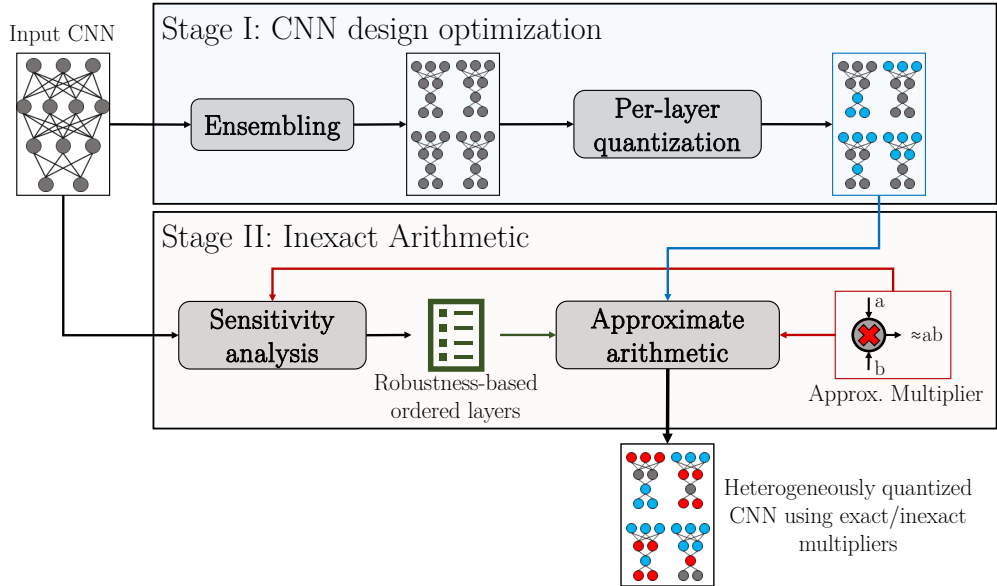 Input CNN
Stage I: CNN design optimization
Ensembling
Per-layer
quantization
Stage II: Inexact Arithmetic
Sensitivity
analysis
Robustness-based
ordered layers
Approximate
arithmetic
a
≈ab
b
Approx. Multiplier
Heterogeneously quantized
CNN using exact/inexact
multipliers